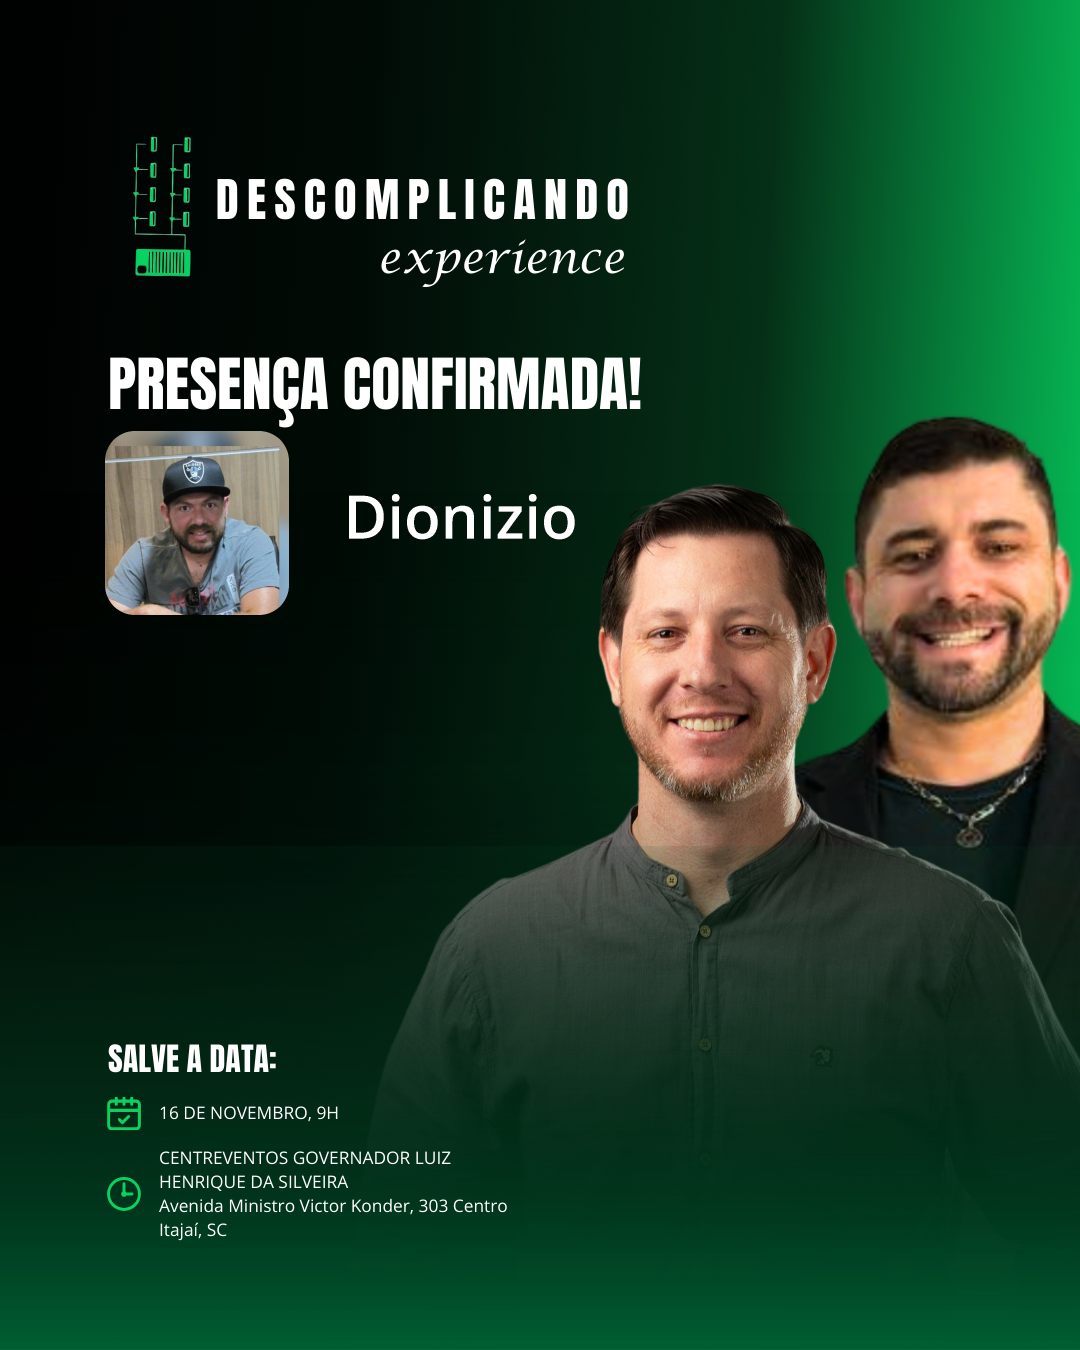 DESCOMPLICANDO
experience
PRESENÇA CONFIRMADA!
Dionizio
SALVE A DATA:
16 DE NOVEMBRO, 9H
CENTREVENTOS GOVERNADOR LUIZ
HENRIQUE DA SILVEIRA
Avenida Ministro Victor Konder, 303 Centro
Itajaí, SC